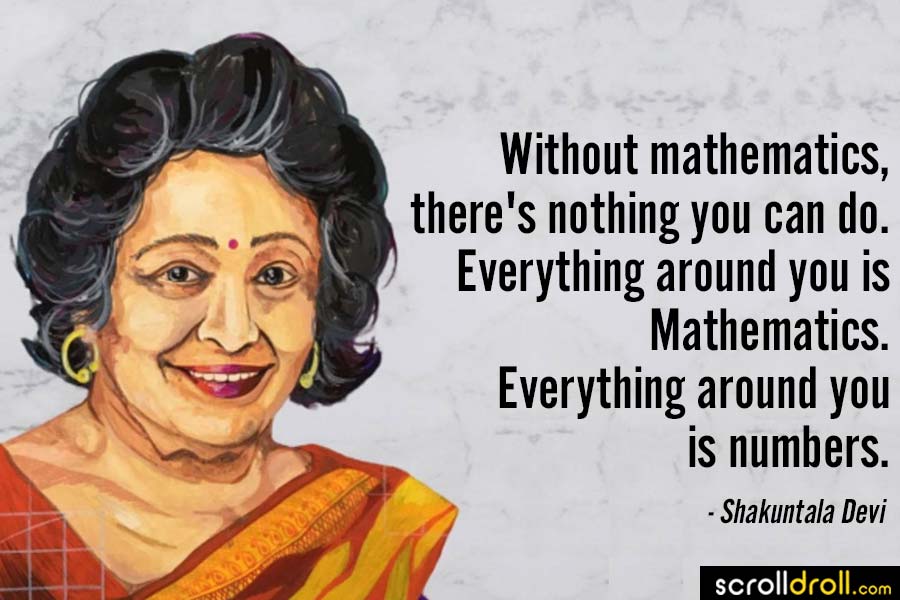 Without mathematics,
there's nothing you can do.
Everything around you is
Mathematics.
Everything around you
is numbers.
- Shakuntala Devi
scrolldroll.com